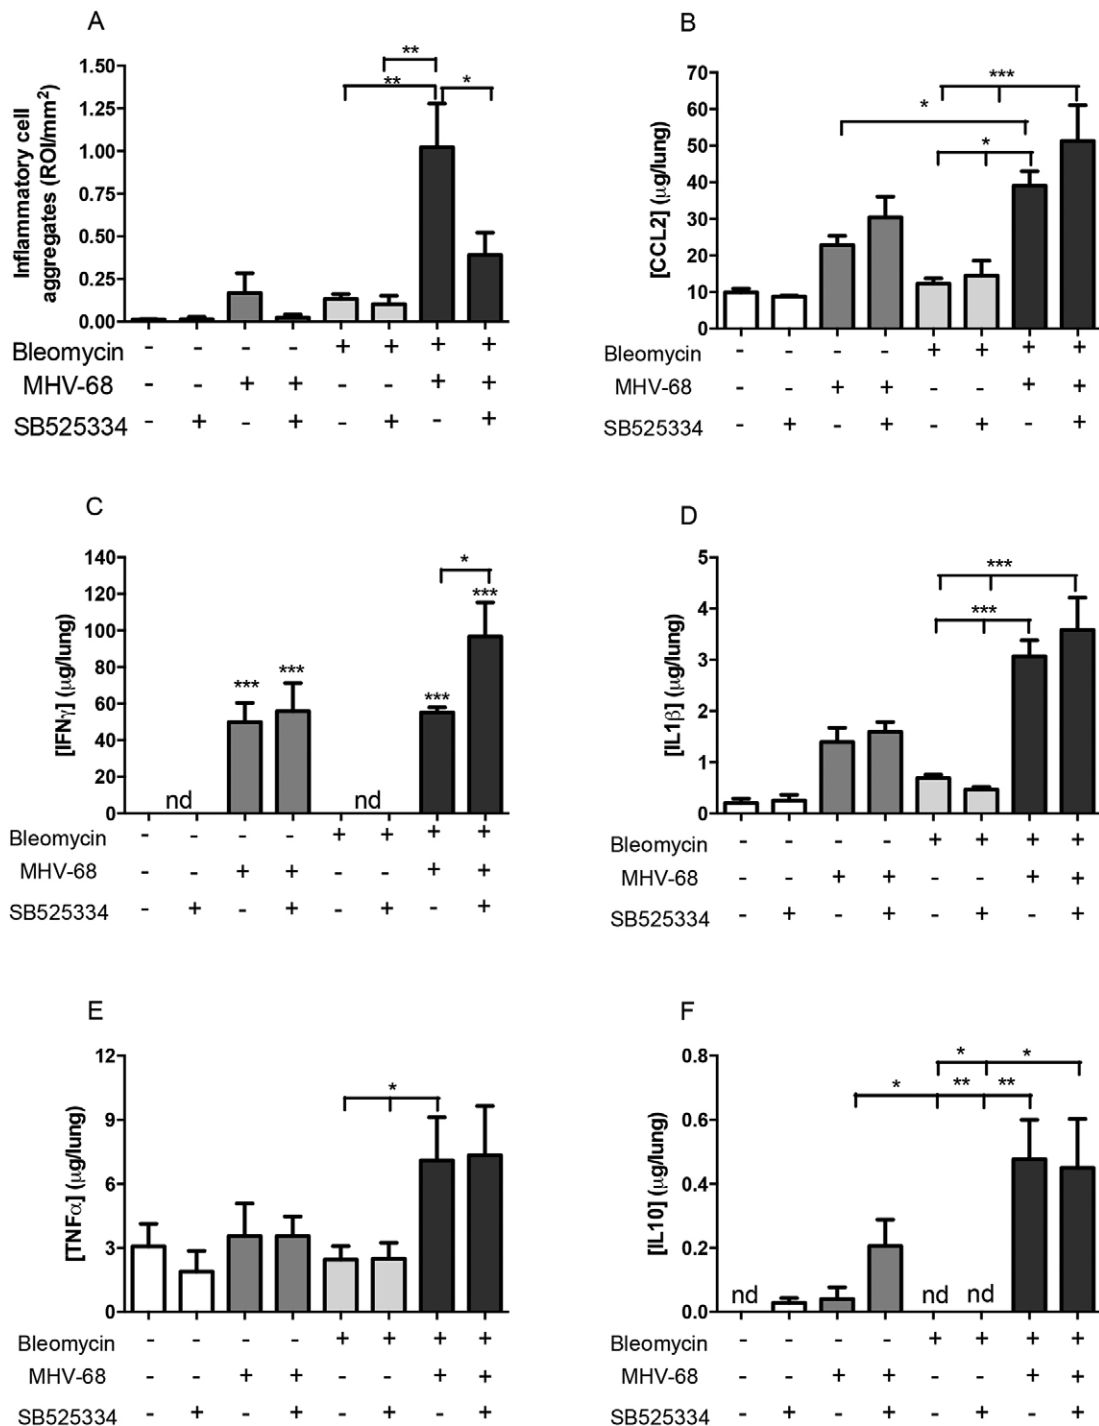 A
Inflammatory cell
aggregates (ROI/mm²)
1.50
1.25
1.00
0.75
0.50
0.25
0.00
** ** *
Bleomycin - - - - + + + +
MHV-68 - - + + - - + +
SB525334 - + - + - + - +
B
[CCL2] (µg/lung)
70
60
50
40
30
20
10
0
***
*
*
Bleomycin - - - - + + + +
MHV-68 - - + + - - + +
SB525334 - + - + - + - +
C
[IFNγ] (µg/lung)
140
120
100
80
60
40
20
0
*
*** *** *** ***
nd nd
Bleomycin - - - - + + + +
MHV-68 - - + + - - + +
SB525334 - + - + - + - +
D
[IL1β] (µg/lung)
5
4
3
2
1
0
***
***
Bleomycin - - - - + + + +
MHV-68 - - + + - - + +
SB525334 - + - + - + - +
E
[TNFα] (µg/lung)
12
9
6
3
0
*
Bleomycin - - - - + + + +
MHV-68 - - + + - - + +
SB525334 - + - + - + - +
F
[IL10] (µg/lung)
0.8
0.6
0.4
0.2
0.0
* *
* ** **
nd nd nd
Bleomycin - - - - + + + +
MHV-68 - - + + - - + +
SB525334 - + - + - + - +